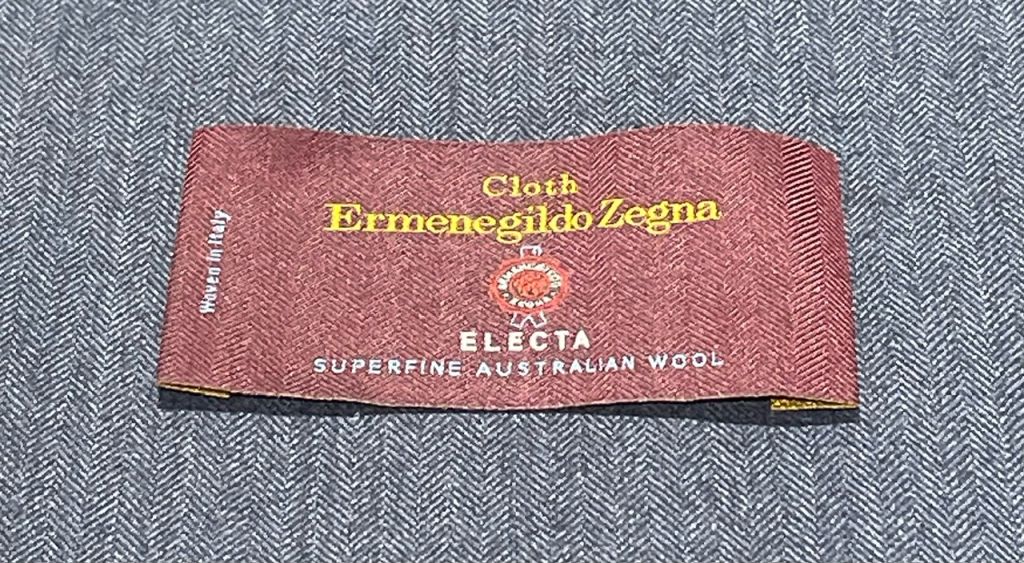 Cloth
Ermenegildo Zegna
ELECTA
SUPERFINE AUSTRALIAN WOOL
Woven in Italy